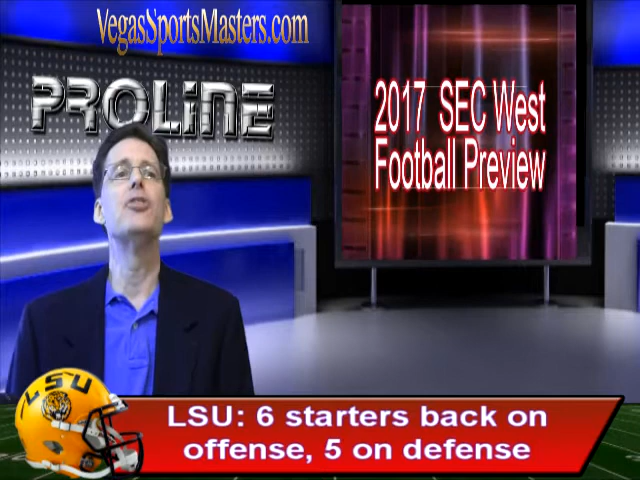 VegasSportsMasters.com
PROLINE
2017 SEC West
Football Preview
LSU
LSU: 6 starters back on
offense, 5 on defense